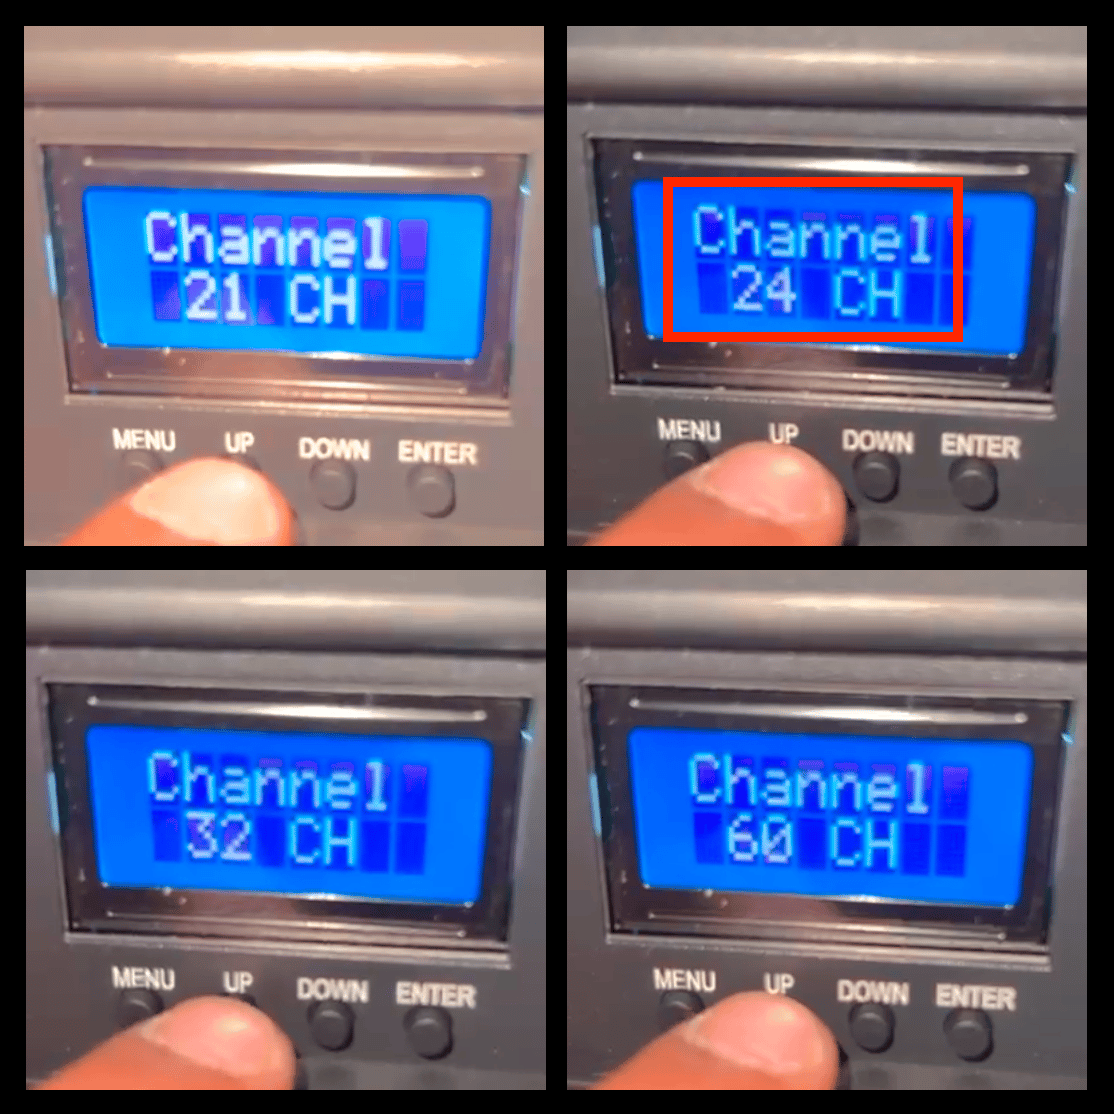 Channel
21 CH
MENU UP DOWN ENTER
Channel
24 CH
MENU UP DOWN ENTER
Channel
32 CH
MENU UP DOWN ENTER
Channel
60 CH
MENU UP DOWN ENTER